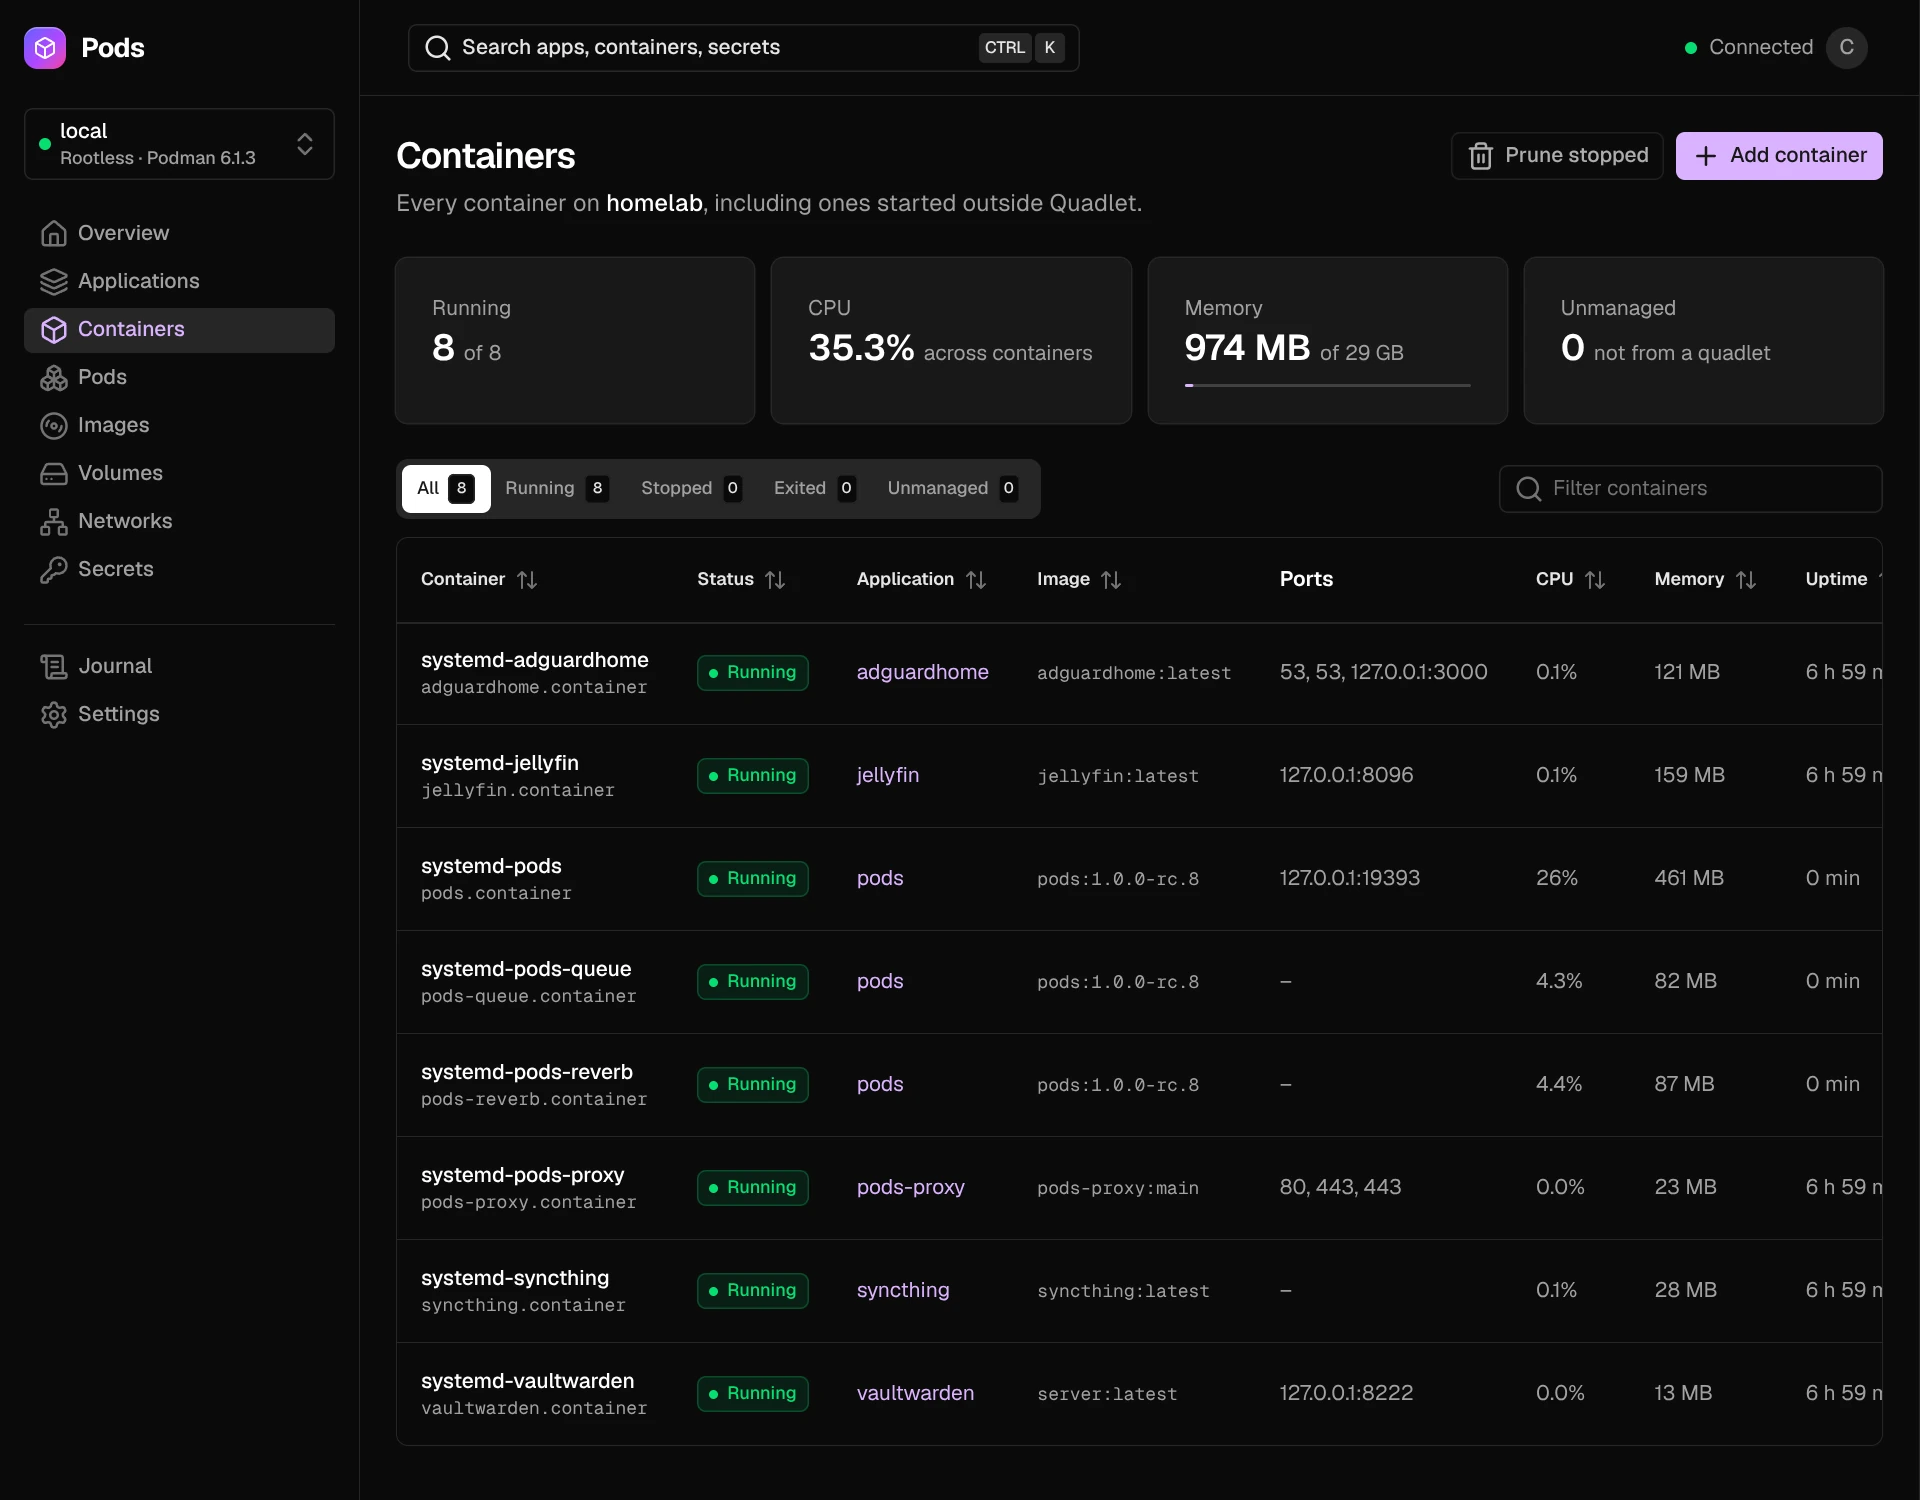 Pods
Search apps, containers, secrets CTRL K
Connected C
local
Rootless · Podman 6.1.3
Overview
Applications
Containers
Pods
Images
Volumes
Networks
Secrets
Journal
Settings
Containers
Every container on homelab, including ones started outside Quadlet.
Prune stopped
Add container
Running
8 of 8
CPU
35.3% across containers
Memory
974 MB of 29 GB
Unmanaged
0 not from a quadlet
All 8 Running 8 Stopped 0 Exited 0 Unmanaged 0
Filter containers
Container Status Application Image Ports CPU Memory Uptime
systemd-adguardhome
adguardhome.container
Running adguardhome adguardhome:latest 53, 53, 127.0.0.1:3000 0.1% 121 MB 6 h 59 m
systemd-jellyfin
jellyfin.container
Running jellyfin jellyfin:latest 127.0.0.1:8096 0.1% 159 MB 6 h 59 m
systemd-pods
pods.container
Running pods pods:1.0.0-rc.8 127.0.0.1:19393 26% 461 MB 0 min
systemd-pods-queue
pods-queue.container
Running pods pods:1.0.0-rc.8 – 4.3% 82 MB 0 min
systemd-pods-reverb
pods-reverb.container
Running pods pods:1.0.0-rc.8 – 4.4% 87 MB 0 min
systemd-pods-proxy
pods-proxy.container
Running pods-proxy pods-proxy:main 80, 443, 443 0.0% 23 MB 6 h 59 m
systemd-syncthing
syncthing.container
Running syncthing syncthing:latest – 0.1% 28 MB 6 h 59 m
systemd-vaultwarden
vaultwarden.container
Running vaultwarden server:latest 127.0.0.1:8222 0.0% 13 MB 6 h 59 m